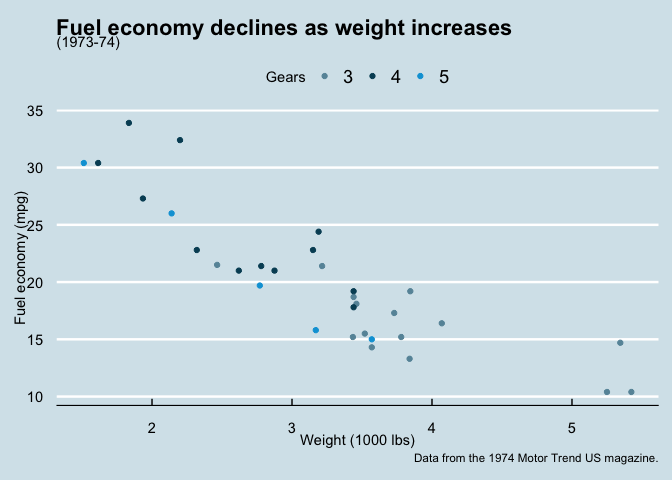 Fuel economy declines as weight increases
(1973-74)
Gears 3 4 5
35
30
25
20
15
10
Fuel economy (mpg)
2 3 4 5
Weight (1000 lbs)
Data from the 1974 Motor Trend US magazine.